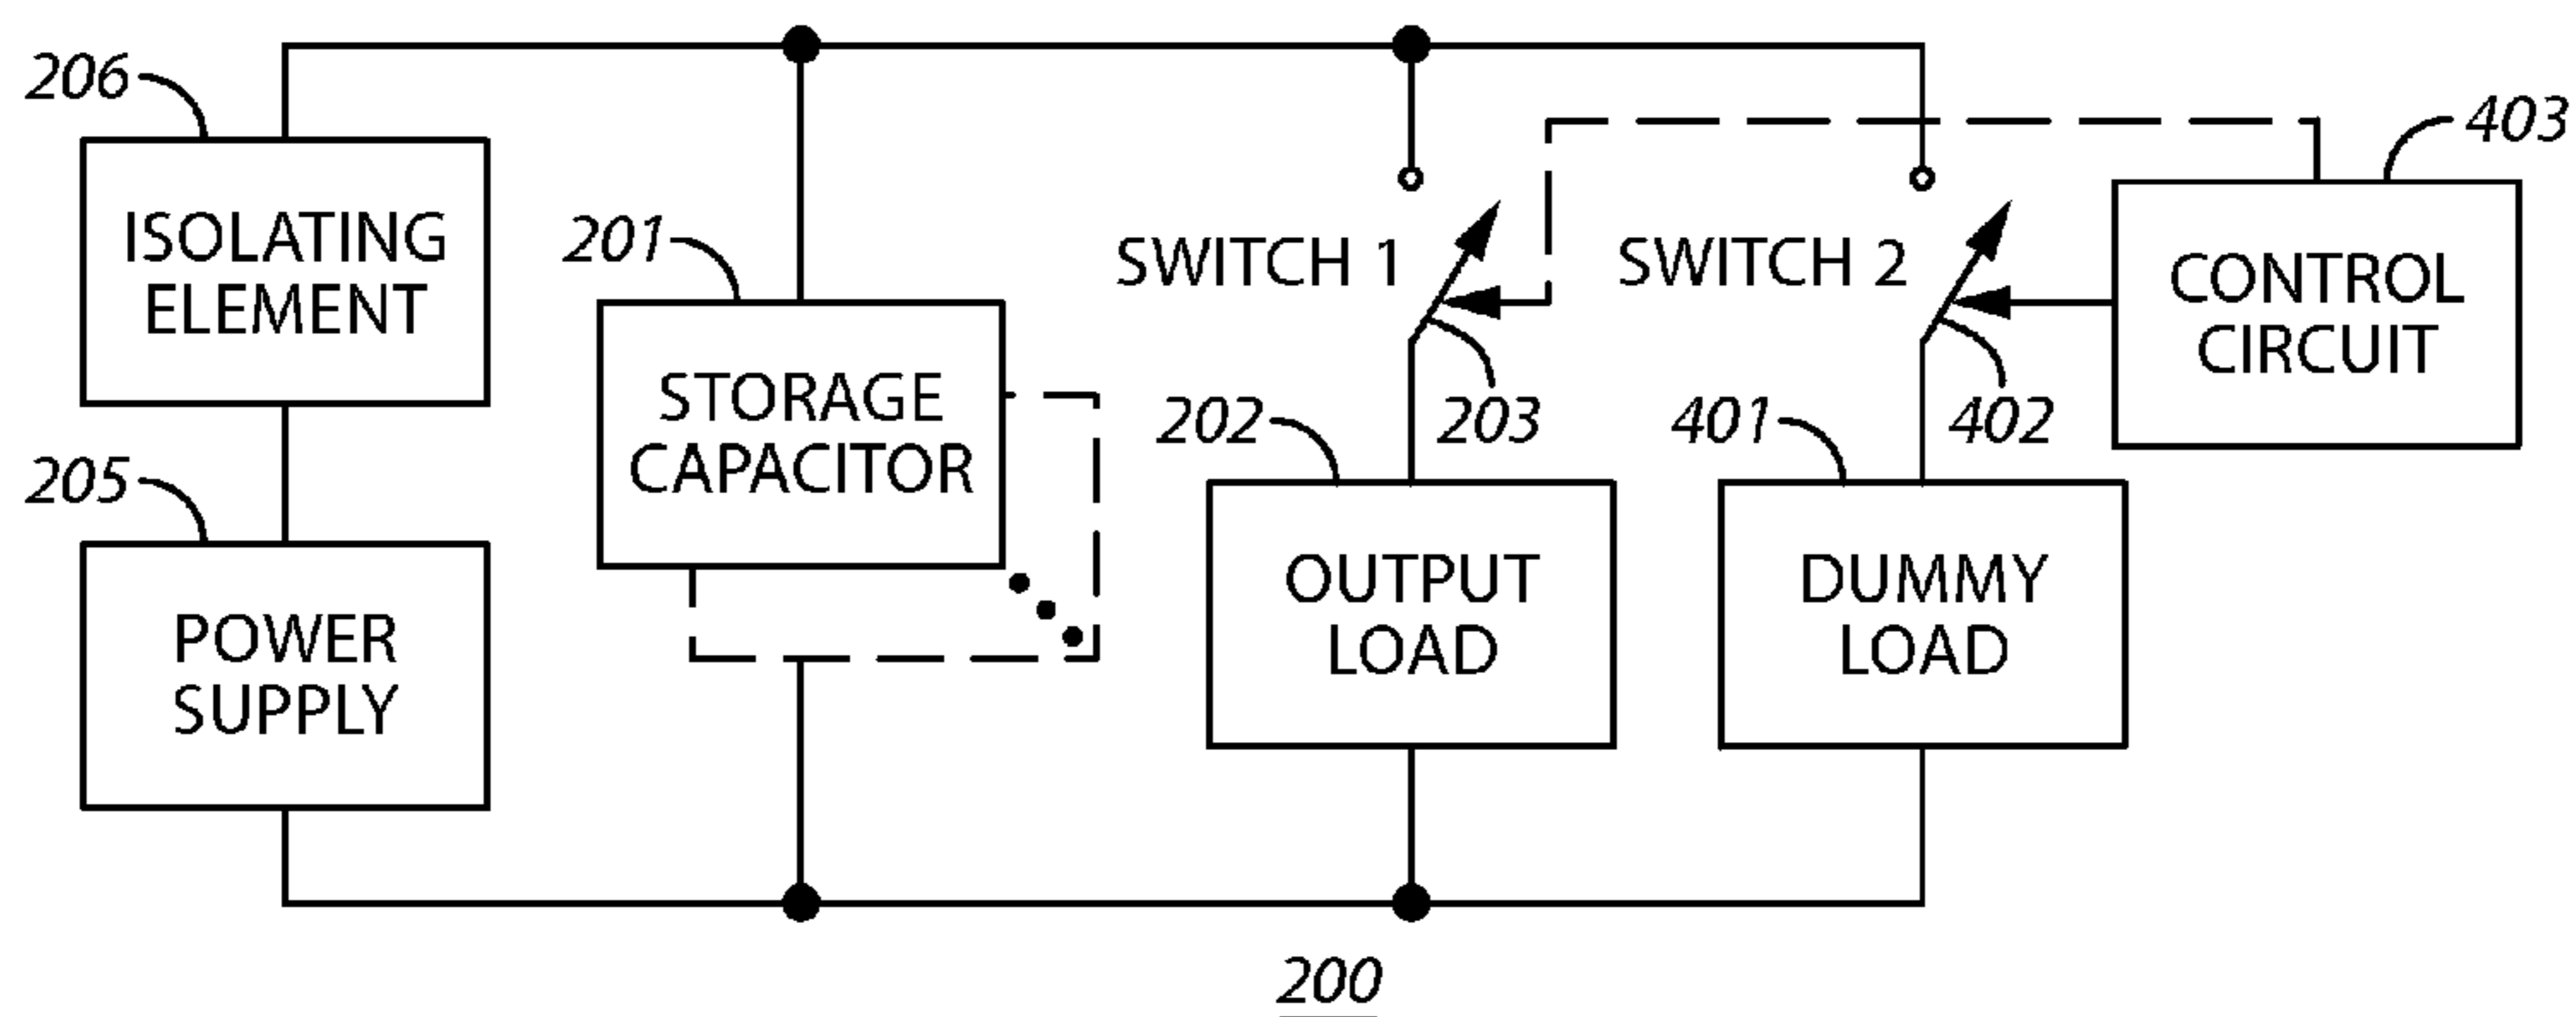 206
ISOLATING
ELEMENT
205
POWER
SUPPLY
201
STORAGE
CAPACITOR
SWITCH 1
203
202
OUTPUT
LOAD
SWITCH 2
402
401
DUMMY
LOAD
403
CONTROL
CIRCUIT
200